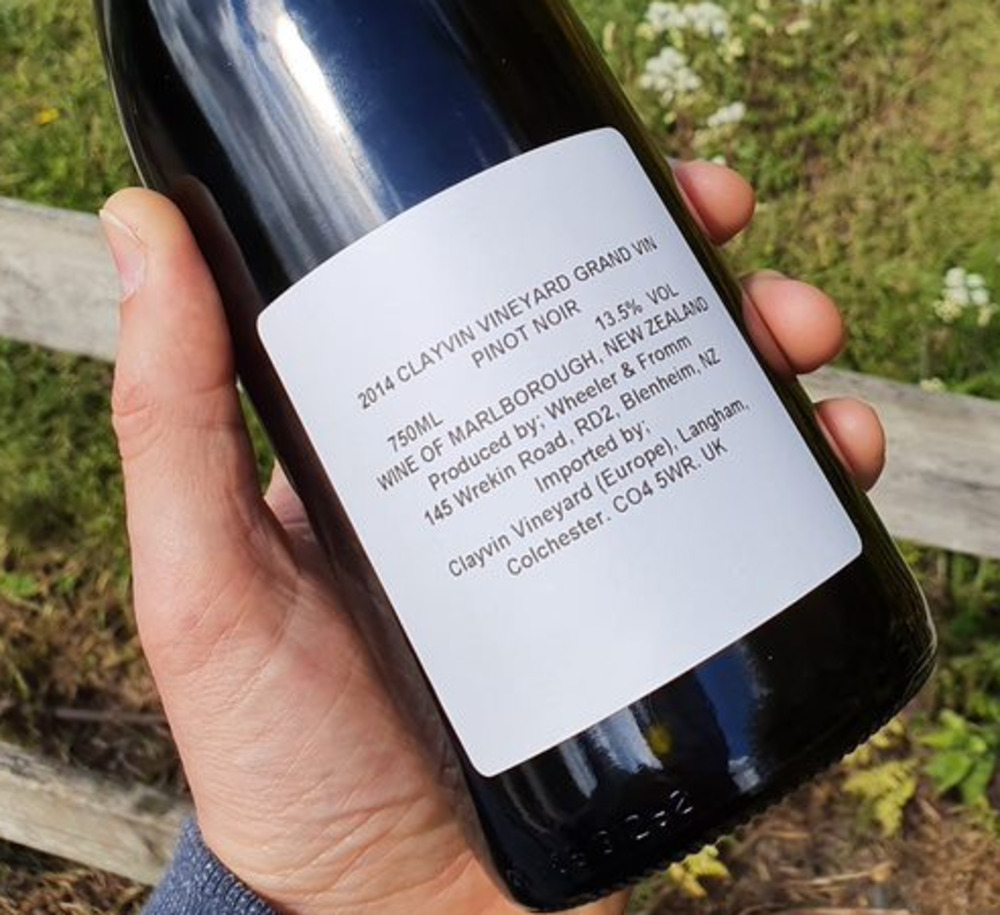 2014 CLAYVIN VINEYARD GRAND VIN
PINOT NOIR
750ML 13.5% VOL
WINE OF MARLBOROUGH, NEW ZEALAND
Produced by; Wheeler & Fromm
145 Wrekin Road, RD2, Blenheim, NZ
Imported by;
Clayvin Vineyard (Europe), Langham,
Colchester. CO4 5WR. UK